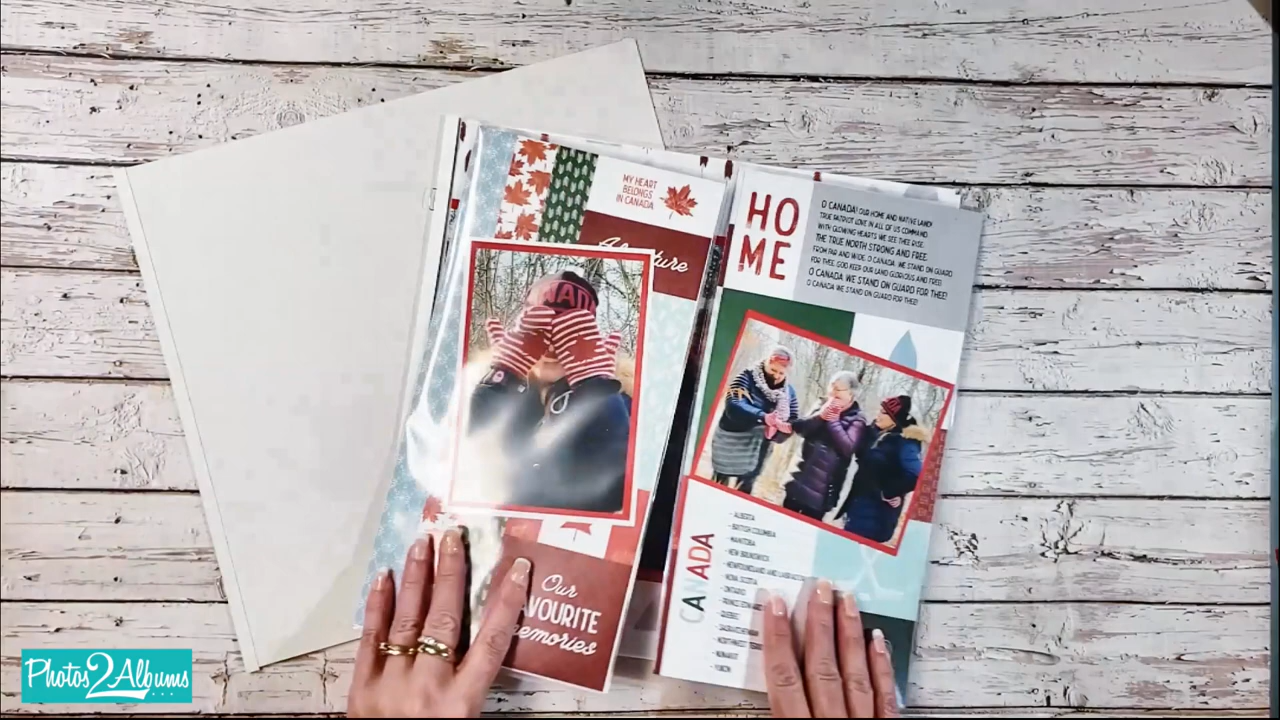 MY HEART
BELONGS
IN CANADA
Our
FAVOURITE
HO
ME
O CANADA! OUR HOME AND NATIVE LAND!
TRUE PATRIOT LOVE IN ALL OF US COMMAND.
WITH GLOWING HEARTS WE SEE THEE RISE,
THE TRUE NORTH STRONG AND FREE.
FROM FAR AND WIDE, O CANADA, WE STAND ON GUARD
FOR THEE. GOD KEEP OUR LAND GLORIOUS AND FREE!
O CANADA WE STAND ON GUARD FOR THEE!
O CANADA WE STAND ON GUARD FOR THEE!
CANADA
- ALBERTA
- BRITISH COLUMBIA
- MANITOBA
- NEW BRUNSWICK
- NEWFOUNDLAND AND LABRADOR
- NOVA SCOTIA
- ONTARIO
- QUEBEC
- NUNAVUT
- YUKON
Photos2Albums